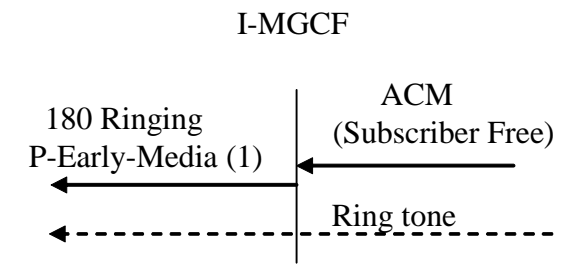 I-MGCF
ACM
(Subscriber Free)
180 Ringing
P-Early-Media (1)
Ring tone